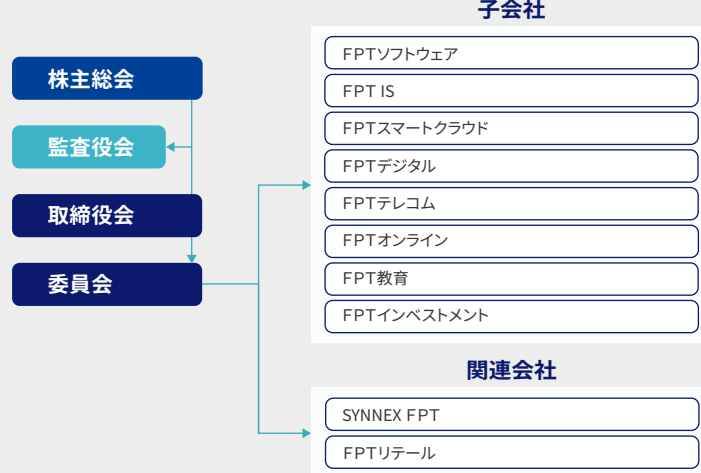 株主総会
監査役会
取締役会
委員会
子会社
FPTソフトウェア
FPT IS
FPTスマートクラウド
FPTデジタル
FPTテレコム
FPTオンライン
FPT教育
FPTインベストメント
関連会社
SYNNEX FPT
FPTリテール